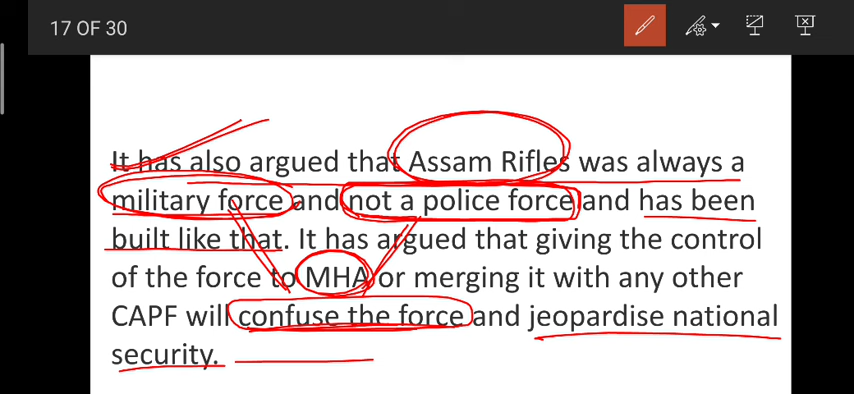 17 OF 30
It has also argued that Assam Rifles was always a
military force and not a police force and has been
built like that. It has argued that giving the control
of the force to MHA or merging it with any other
CAPF will confuse the force and jeopardise national
security.